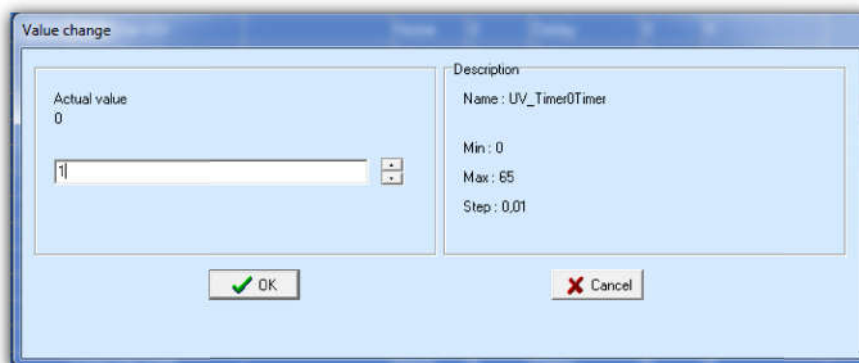 Value change
Actual value
0
1
OK
Description
Name : UV_Timer0Timer
Min : 0
Max : 65
Step : 0,01
Cancel